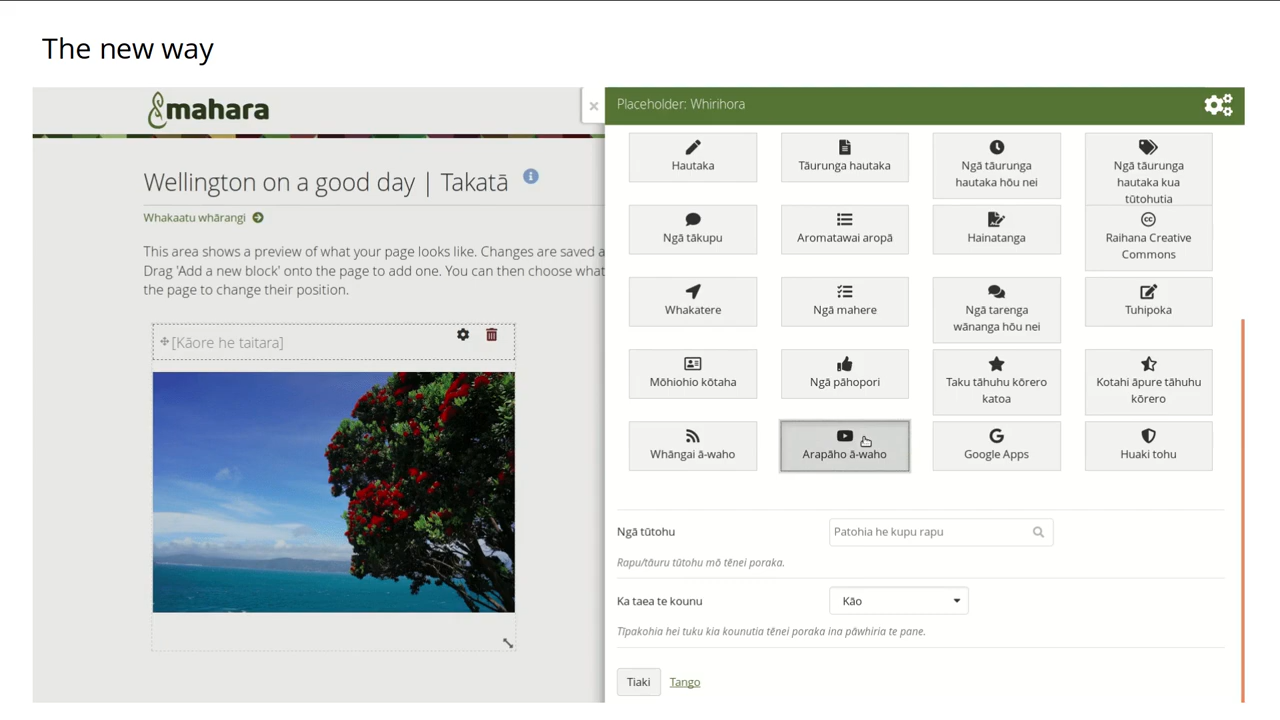 The new way
mahara
Placeholder: Whirihora
Wellington on a good day | Takatā
Whakaatu whārangi
This area shows a preview of what your page looks like. Changes are saved a
Drag 'Add a new block' onto the page to add one. You can then choose what
the page to change their position.
[Kāore he taitara]
Hautaka
Tāurunga hautaka
Ngā tāurunga
hautaka hōu nei
Ngā tāurunga
hautaka kua
tūtohutia
Ngā tākupu
Aromatawai aropā
Hainatanga
Raihana Creative
Commons
Whakatere
Ngā mahere
Ngā tarenga
wānanga hōu nei
Tuhipoka
Mōhiohio kōtaha
Ngā pāhopori
Taku tāhuhu kōrero
katoa
Kotahi āpure tāhuhu
kōrero
Whāngai ā-waho
Arapāho ā-waho
Google Apps
Huaki tohu
Ngā tūtohu
Patohia he kupu rapu
Rapu/tāuru tūtohu mō tēnei poraka.
Ka taea te kounu
Kāo
Tīpakohia hei tuku kia kounutia tēnei poraka ina pāwhiria te pane.
Tiaki
Tango